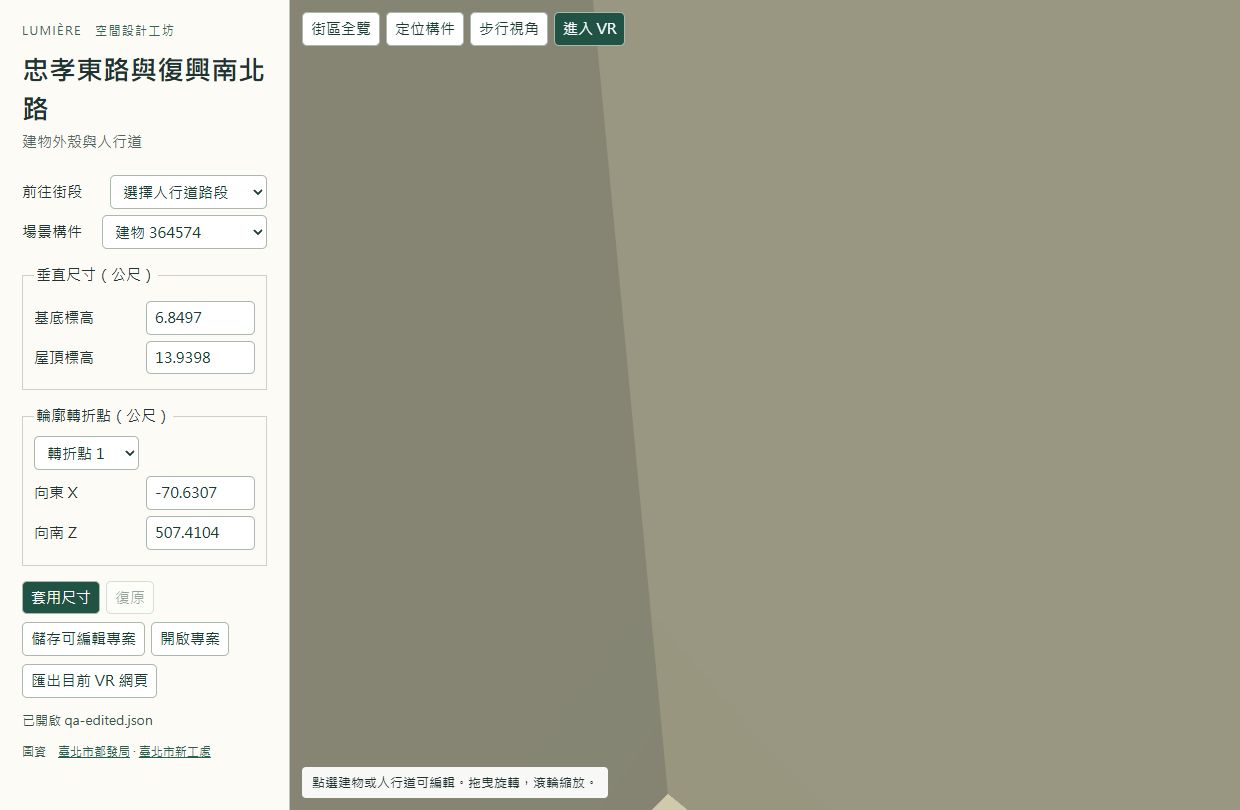 LUMIÈRE 空間設計工坊
忠孝東路與復興南北
路
建物外殼與人行道
前往街段 選擇人行道路段
場景構件 建物 364574
垂直尺寸（公尺）
基底標高 6.8497
屋頂標高 13.9398
輪廓轉折點（公尺）
轉折點 1
向東 X -70.6307
向南 Z 507.4104
套用尺寸 復原
儲存可編輯專案 開啟專案
匯出目前 VR 網頁
已開啟 qa-edited.json
圖資 臺北市都發局 · 臺北市新工處
街區全覽 定位構件 步行視角 進入 VR
點選建物或人行道可編輯。拖曳旋轉，滾輪縮放。